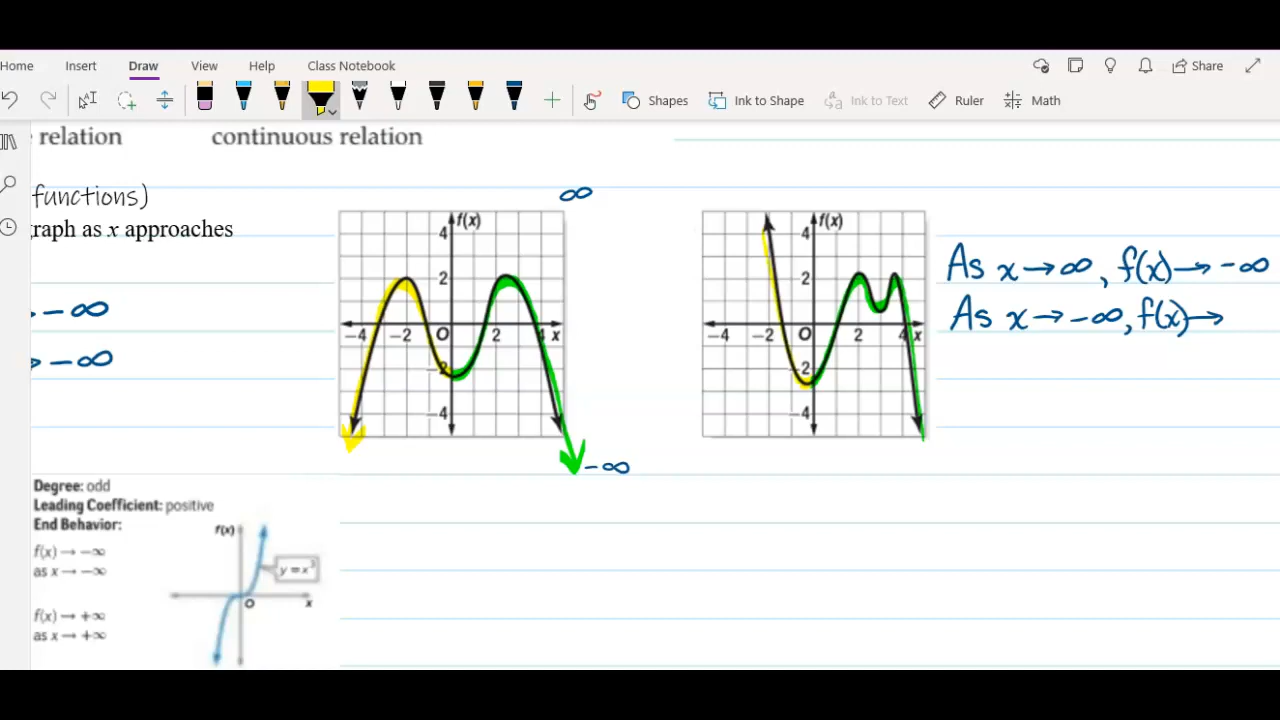 Home Insert Draw View Help Class Notebook Share
Shapes Ink to Shape Ink to Text Ruler Math
relation continuous relation
functions)
graph as x approaches
∞
→ -∞
→ -∞
f(x)
4
2
-4 -2 O 2 4 x
-2
-4
-∞
f(x)
4
2
-4 -2 O 2 4 x
-2
-4
As x → ∞, f(x) → -∞
As x → -∞, f(x) →
Degree: odd
Leading Coefficient: positive
End Behavior:
f(x) → -∞
as x → -∞
f(x) → +∞
as x → +∞
f(x)
y = x³
O x